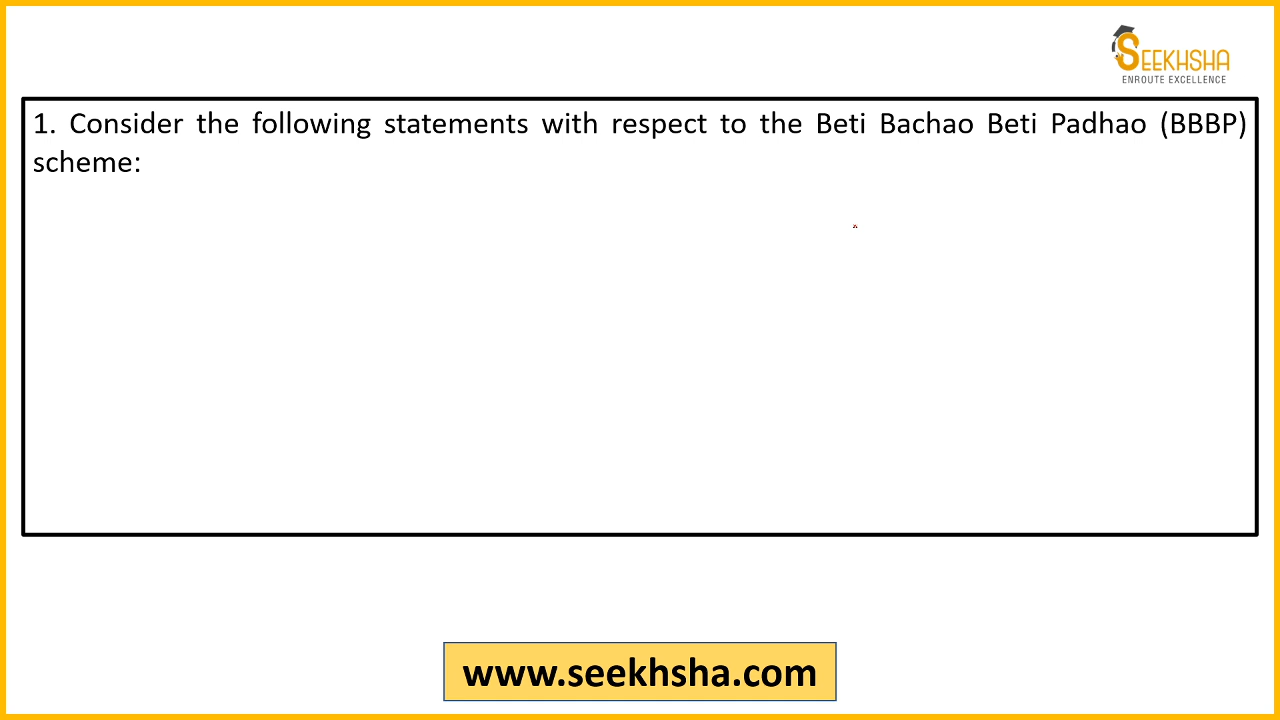 SEEKHSHA
ENROUTE EXCELLENCE
1. Consider the following statements with respect to the Beti Bachao Beti Padhao (BBBP)
scheme:
www.seekhsha.com